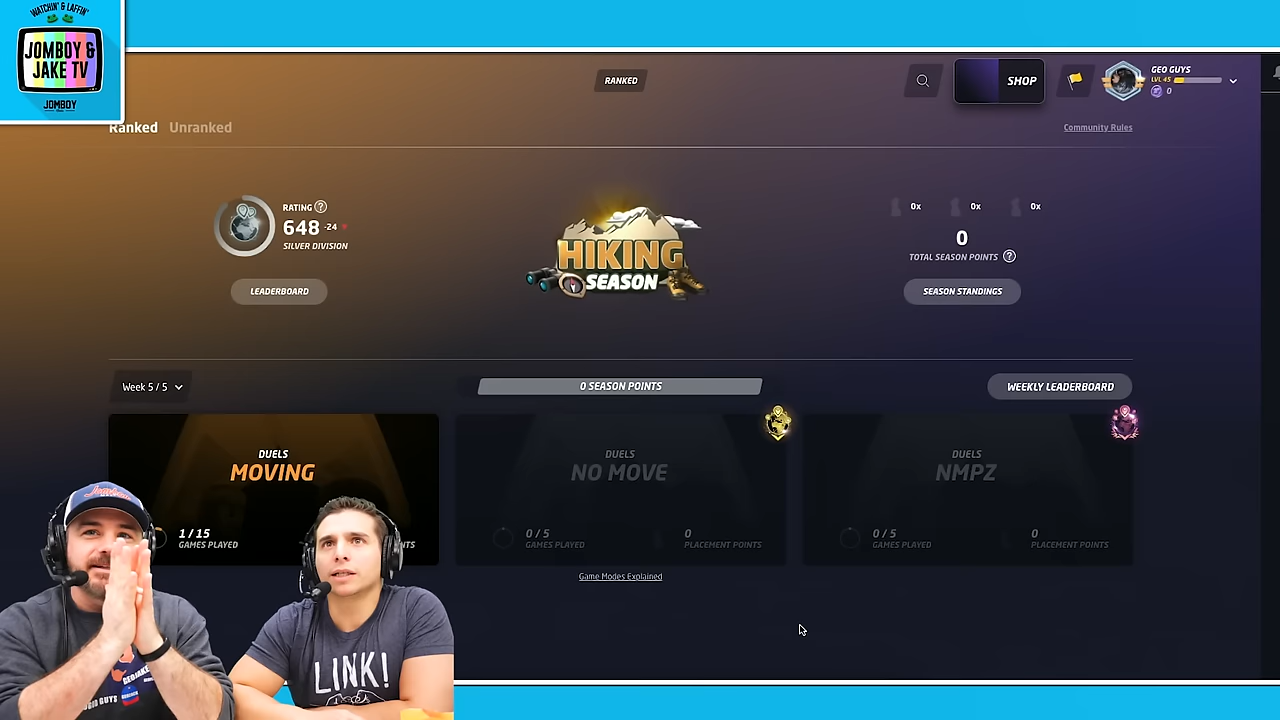 WATCHIN' & LAFFIN'
JOMBOY &
JAKE TV
JOMBOY
RANKED
SHOP
GEO GUYS
LVL 45
0
Ranked Unranked
Community Rules
RATING ?
648 -24
SILVER DIVISION
LEADERBOARD
HIKING
SEASON
0x 0x 0x
0
TOTAL SEASON POINTS ?
SEASON STANDINGS
Week 5 / 5
0 SEASON POINTS
WEEKLY LEADERBOARD
DUELS
MOVING
1 / 15
GAMES PLAYED
NTS
DUELS
NO MOVE
0 / 5
GAMES PLAYED
0
PLACEMENT POINTS
DUELS
NMPZ
0 / 5
GAMES PLAYED
0
PLACEMENT POINTS
Game Modes Explained
LINK!
GUYS